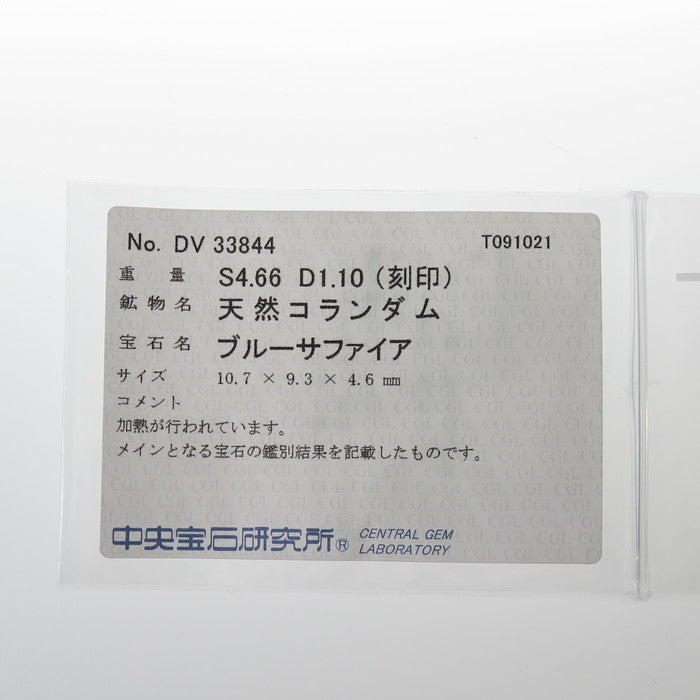 No. DV 33844
T091021
重量 S4.66 D1.10 (刻印)
鉱物名 天然コランダム
宝石名 ブルーサファイア
サイズ 10.7 × 9.3 × 4.6 mm
コメント
加熱が行われています。
メインとなる宝石の鑑別結果を記載したものです。
中央宝石研究所® CENTRAL GEM
LABORATORY